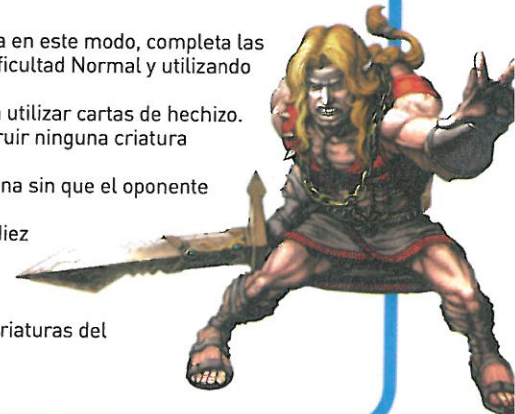 a en este modo, completa las
ficultad Normal y utilizando
utilizar cartas de hechizo.
ruir ninguna criatura
na sin que el oponente
diez
riaturas del